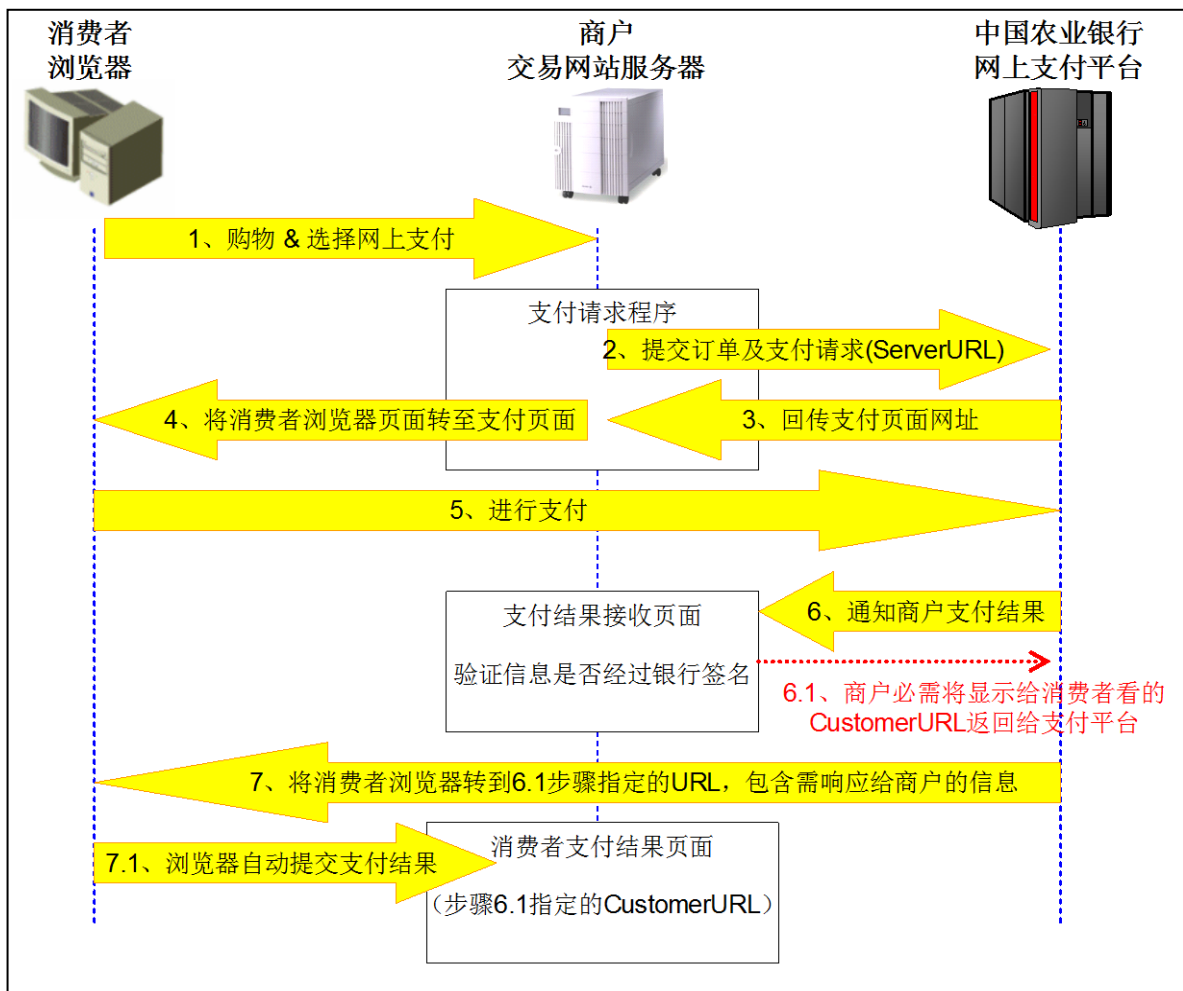 消费者
浏览器
商户
交易网站服务器
中国农业银行
网上支付平台
1、购物 & 选择网上支付
支付请求程序
2、提交订单及支付请求(ServerURL)
4、将消费者浏览器页面转至支付页面
3、回传支付页面网址
5、进行支付
支付结果接收页面
6、通知商户支付结果
验证信息是否经过银行签名
6.1、商户必需将显示给消费者看的
CustomerURL返回给支付平台
7、将消费者浏览器转到6.1步骤指定的URL，包含需响应给商户的信息
消费者支付结果页面
7.1、浏览器自动提交支付结果
（步骤6.1指定的CustomerURL）